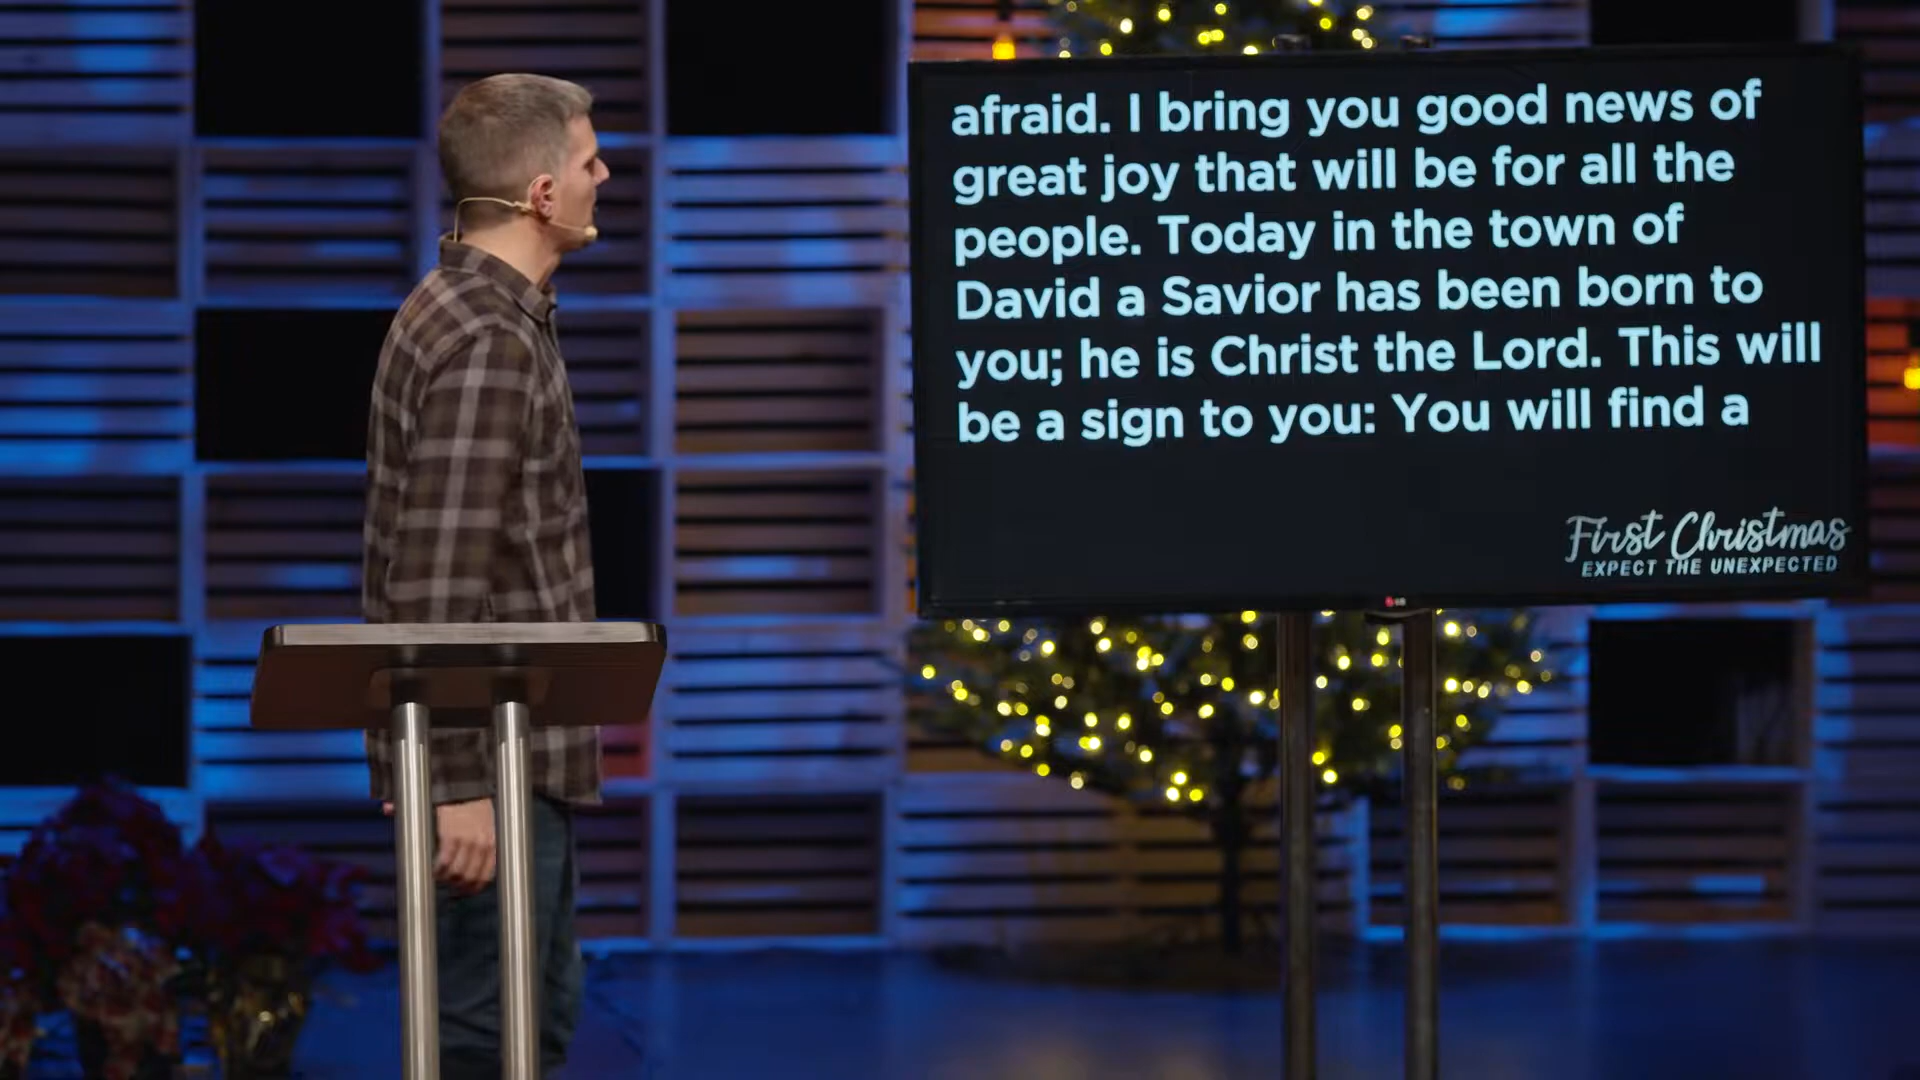 afraid. I bring you good news of
great joy that will be for all the
people. Today in the town of
David a Savior has been born to
you; he is Christ the Lord. This will
be a sign to you: You will find a
First Christmas
EXPECT THE UNEXPECTED
LG